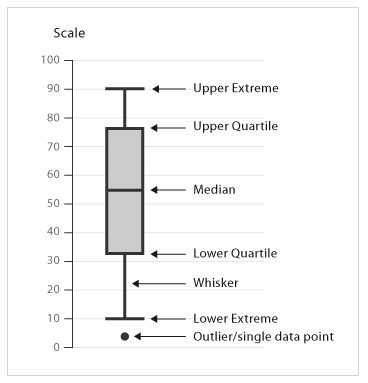 Scale
100
90
Upper Extreme
80
Upper Quartile
70
60
Median
50
40
Lower Quartile
30
Whisker
20
10
Lower Extreme
Outlier/single data point
0